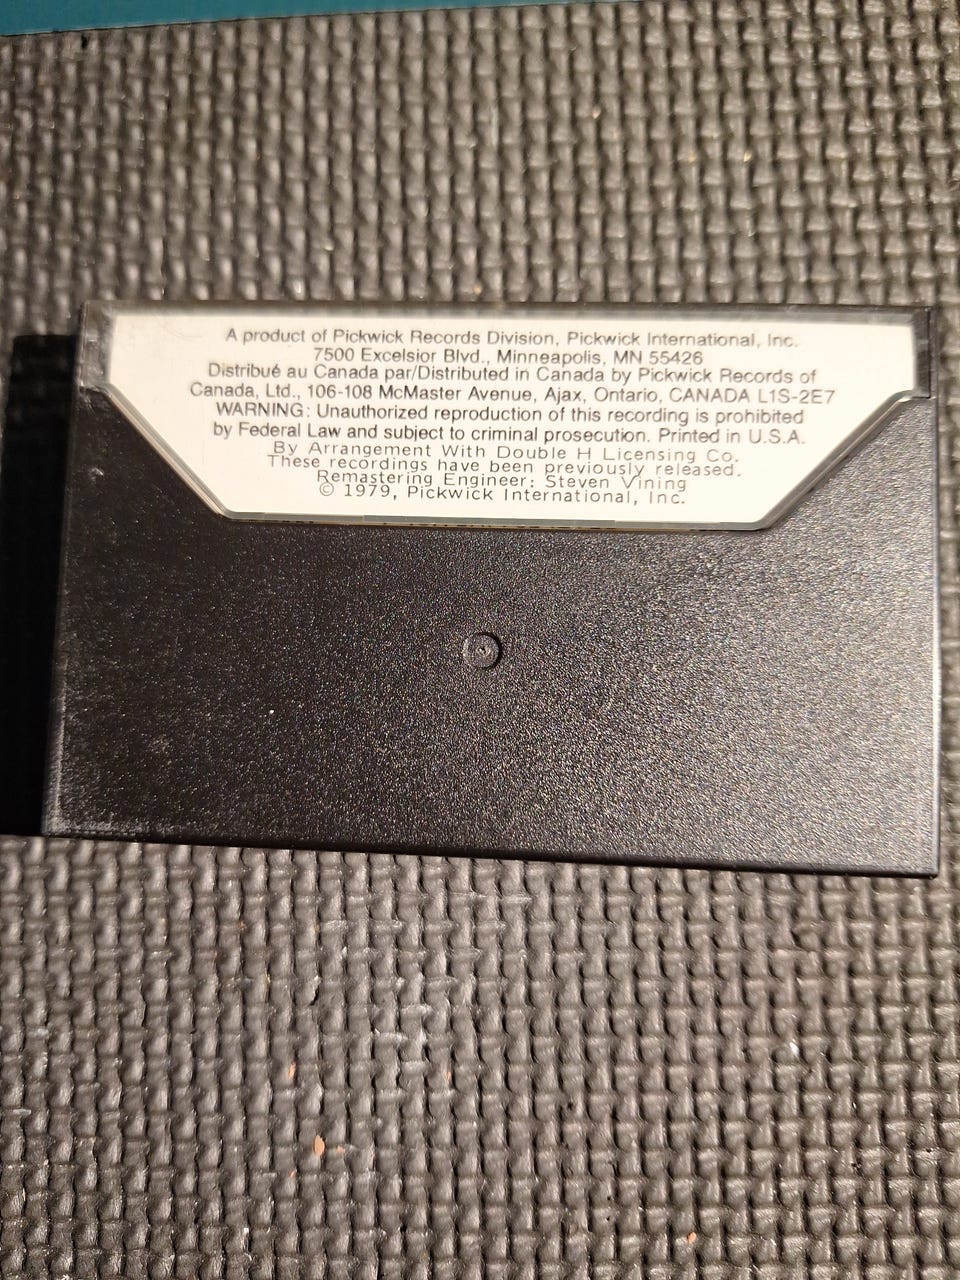 A product of Pickwick Records Division, Pickwick International, Inc.
7500 Excelsior Blvd., Minneapolis, MN 55426
Distribué au Canada par/Distributed in Canada by Pickwick Records of
Canada, Ltd., 106-108 McMaster Avenue, Ajax, Ontario, CANADA L1S-2E7
WARNING: Unauthorized reproduction of this recording is prohibited
by Federal Law and subject to criminal prosecution. Printed in U.S.A.
By Arrangement With Double H Licensing Co.
These recordings have been previously released.
Remastering Engineer: Steven Vining
© 1979, Pickwick International, Inc.